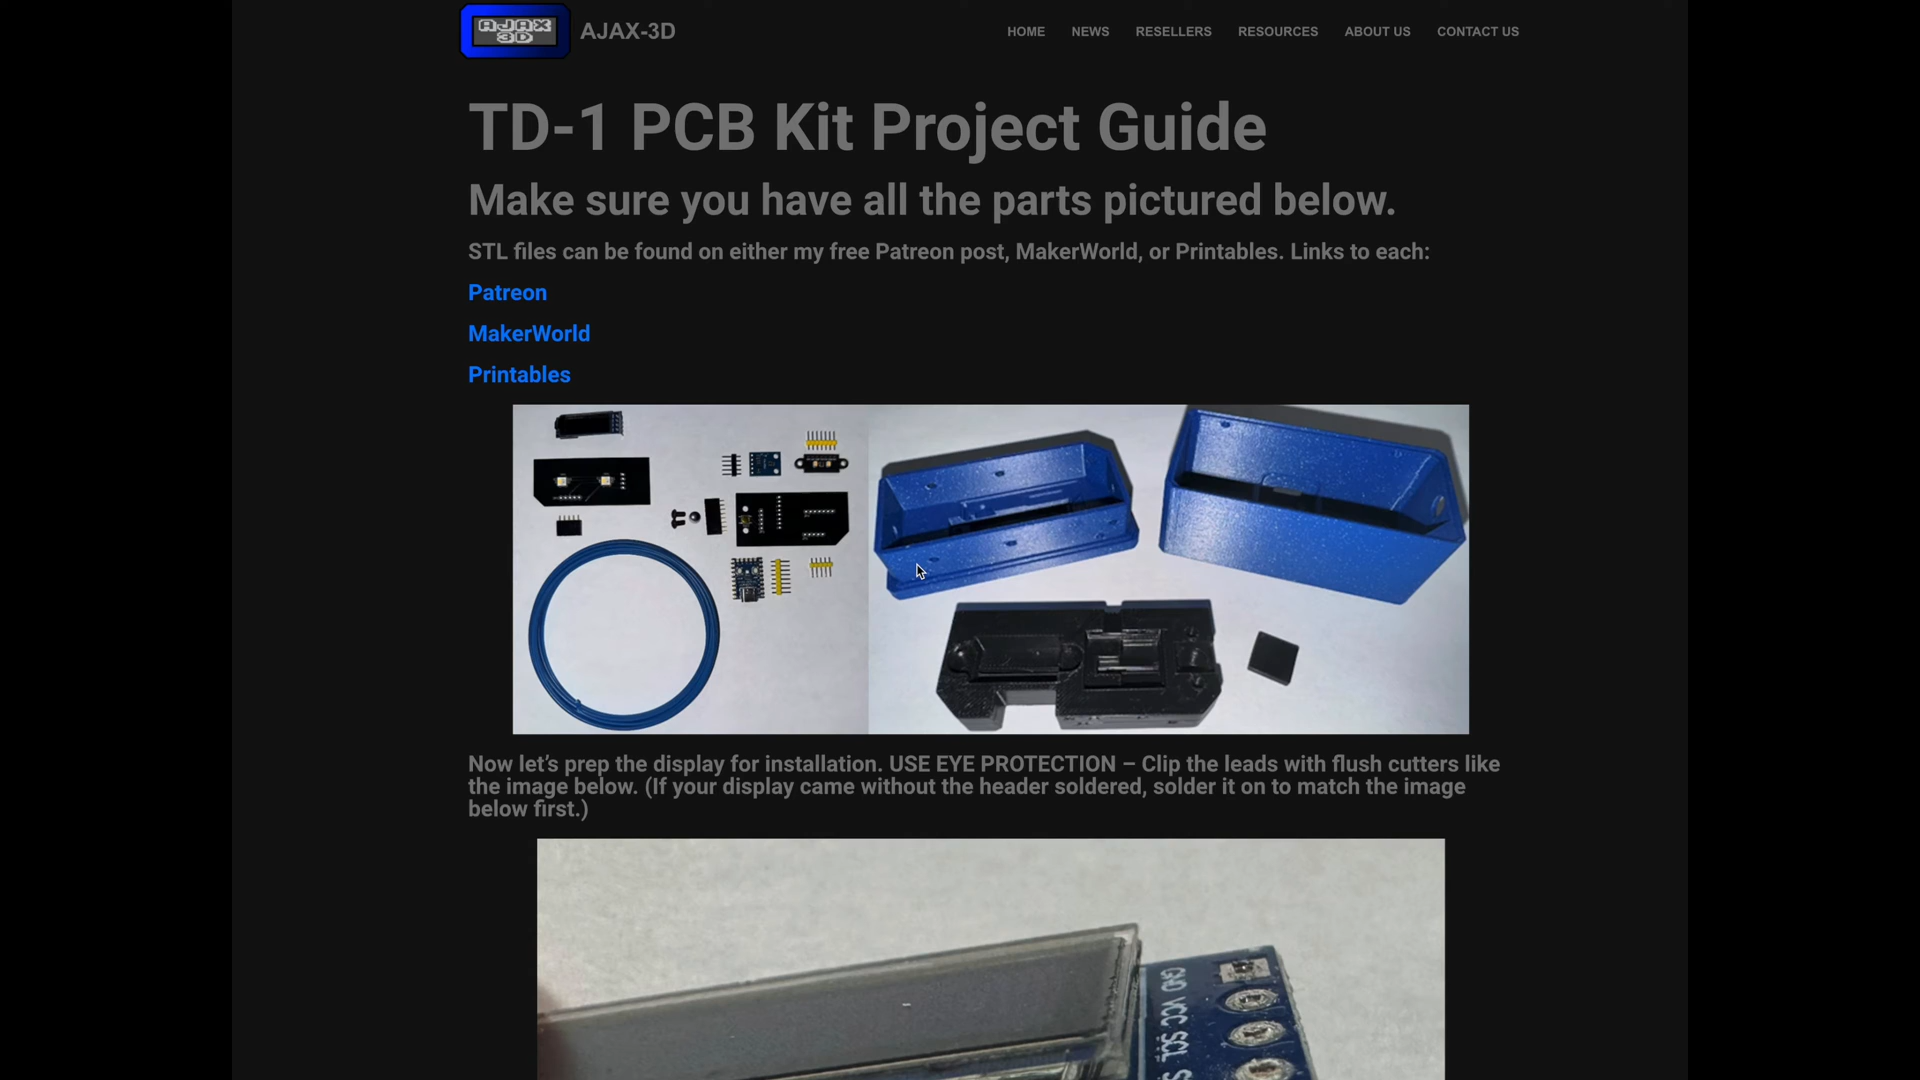 AJAX
3D
AJAX-3D
HOME NEWS RESELLERS RESOURCES ABOUT US CONTACT US
TD-1 PCB Kit Project Guide
Make sure you have all the parts pictured below.
STL files can be found on either my free Patreon post, MakerWorld, or Printables. Links to each:
Patreon
MakerWorld
Printables
Now let’s prep the display for installation. USE EYE PROTECTION – Clip the leads with flush cutters like
the image below. (If your display came without the header soldered, solder it on to match the image
below first.)
GND VCC SCL